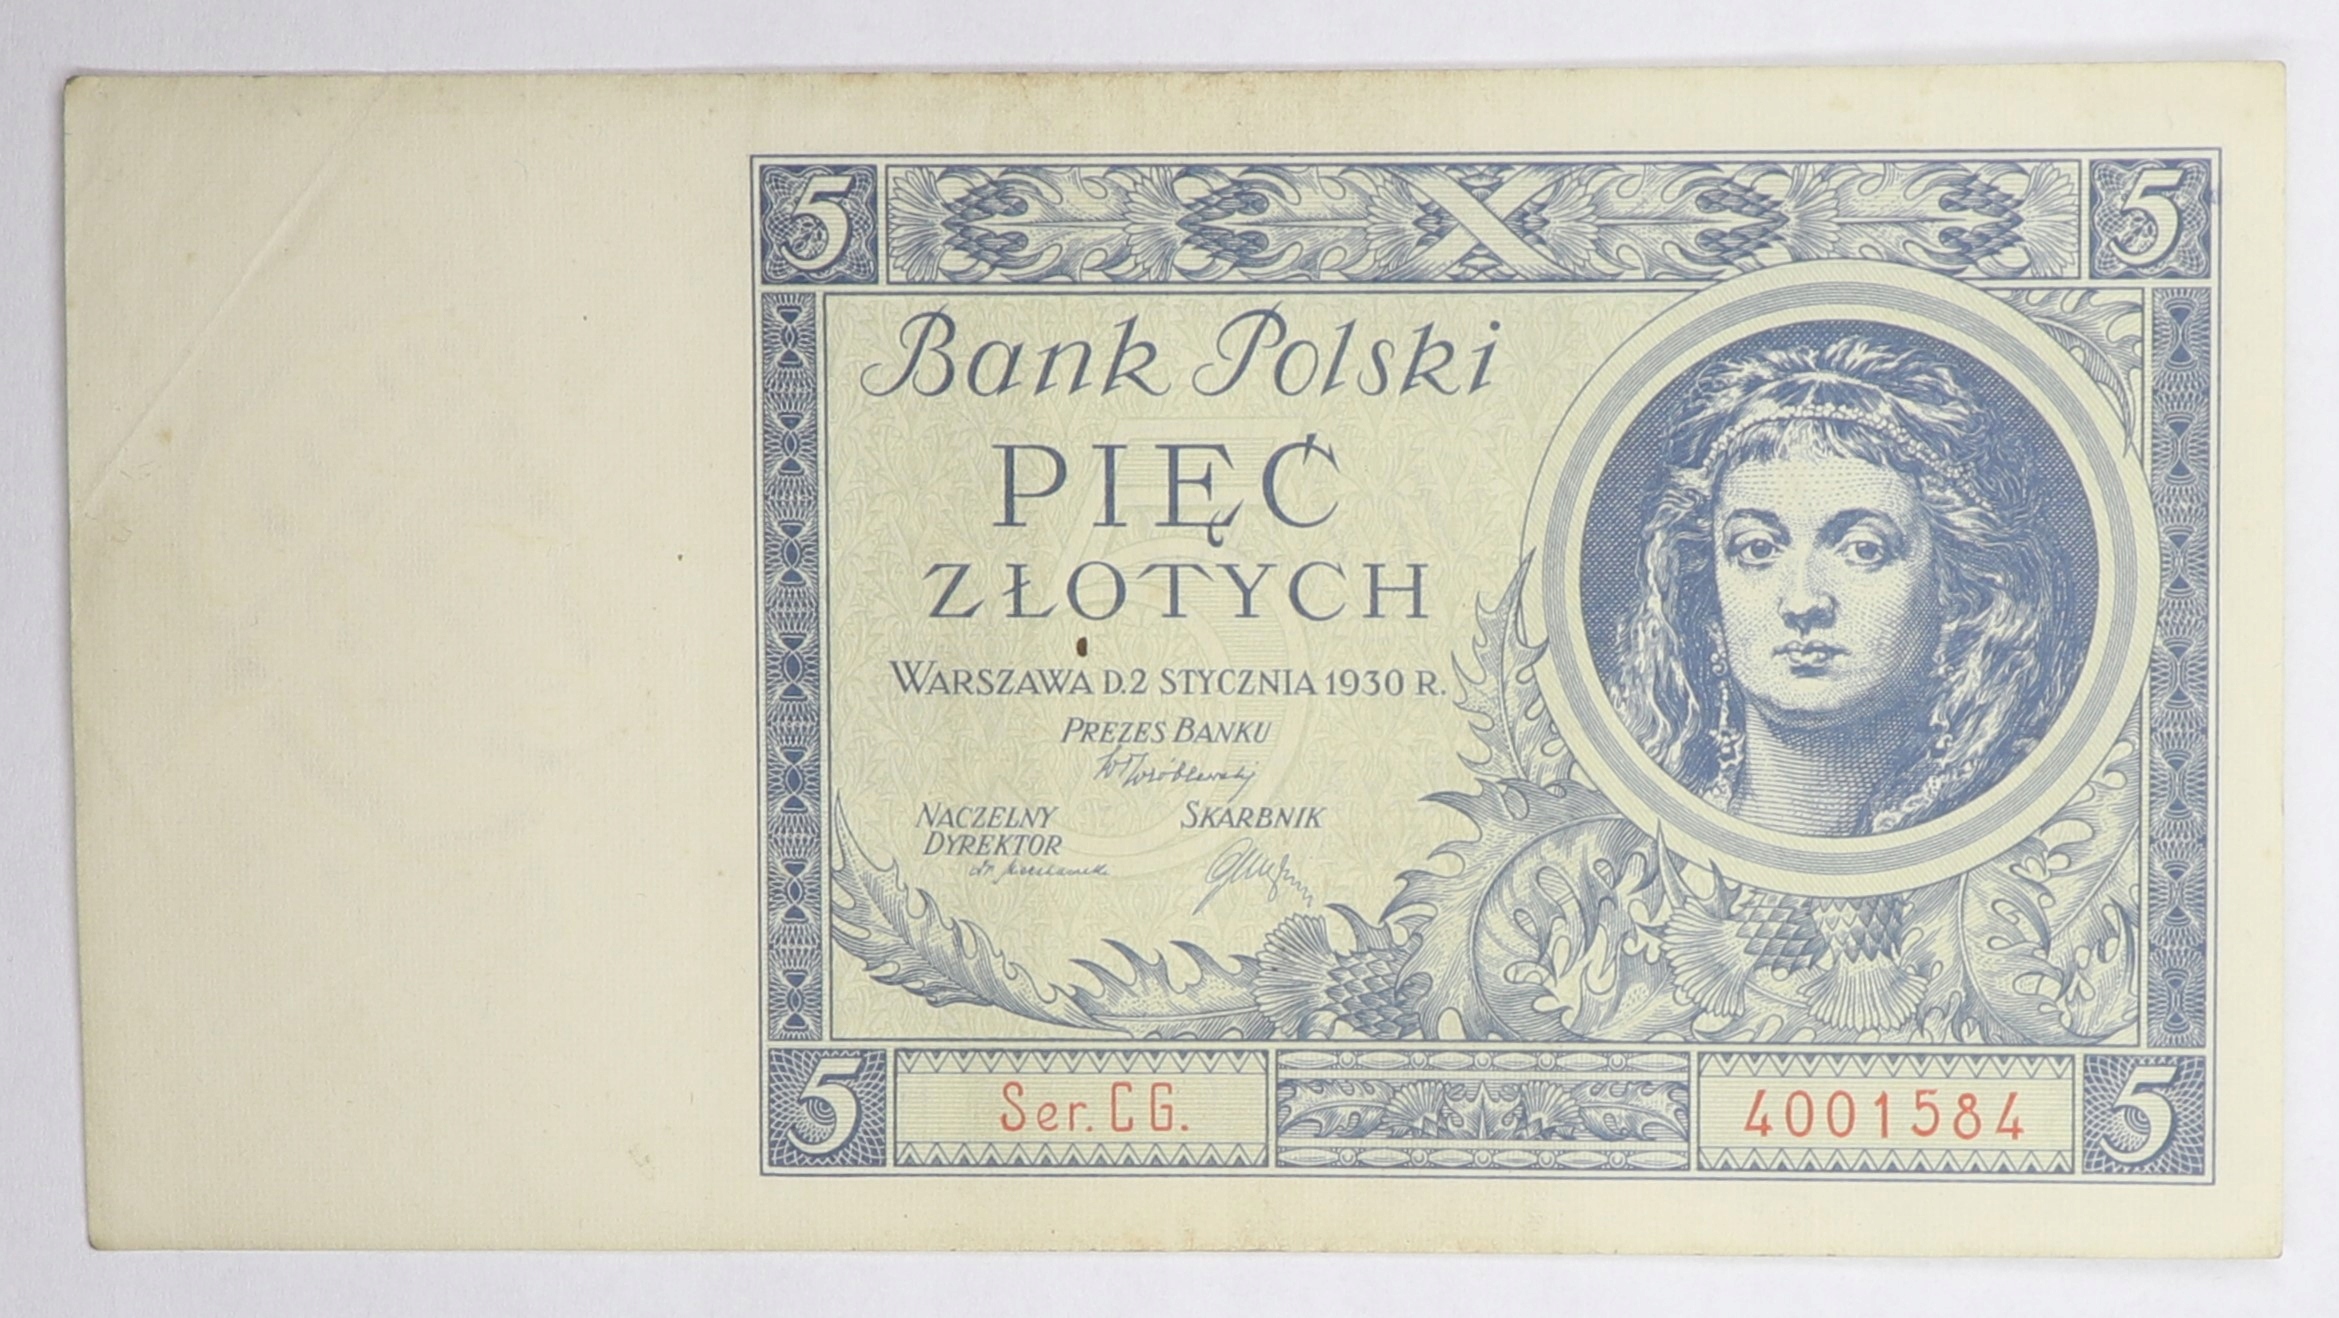 5 5
Bank Polski
PIĘĆ
ZŁOTYCH
WARSZAWA D.2 STYCZNIA 1930 R.
PREZES BANKU
Wróblewski
NACZELNY SKARBNIK
DYREKTOR
5 Ser. C G. 4001584 5